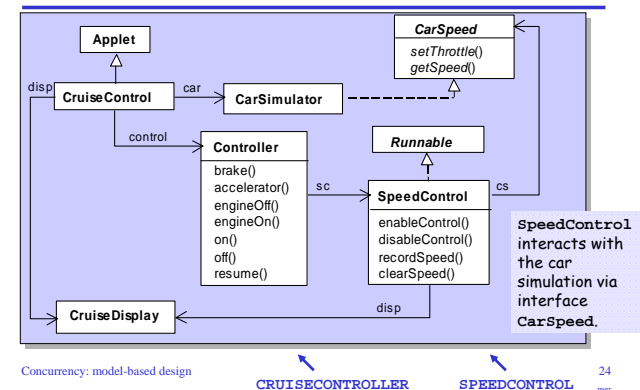 Applet
CarSpeed
setThrottle()
getSpeed()
disp
CruiseControl
car
CarSimulator
control
Controller
brake()
accelerator()
engineOff()
engineOn()
on()
off()
resume()
sc
Runnable
SpeedControl
enableControl()
disableControl()
recordSpeed()
clearSpeed()
cs
SpeedControl
interacts with
the car
simulation via
interface
CarSpeed.
CruiseDisplay
disp
Concurrency: model-based design
CRUISECONTROLLER
SPEEDCONTROL
24